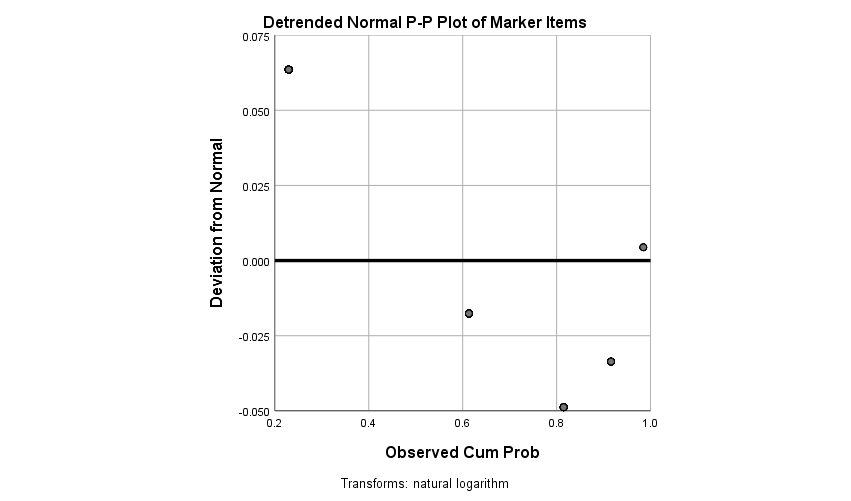 Detrended Normal P-P Plot of Marker Items
0.075
0.050
0.025
0.000
-0.025
-0.050
Deviation from Normal
0.2 0.4 0.6 0.8 1.0
Observed Cum Prob
Transforms: natural logarithm